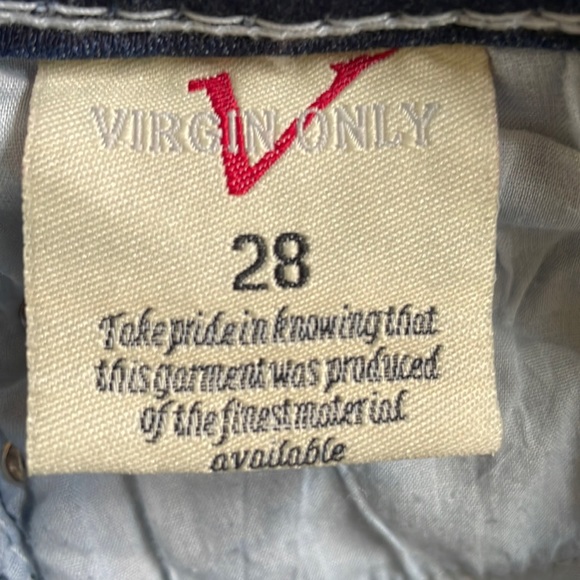 V
VIRGIN ONLY
28
Take pride in knowing that
this garment was produced
of the finest material
available